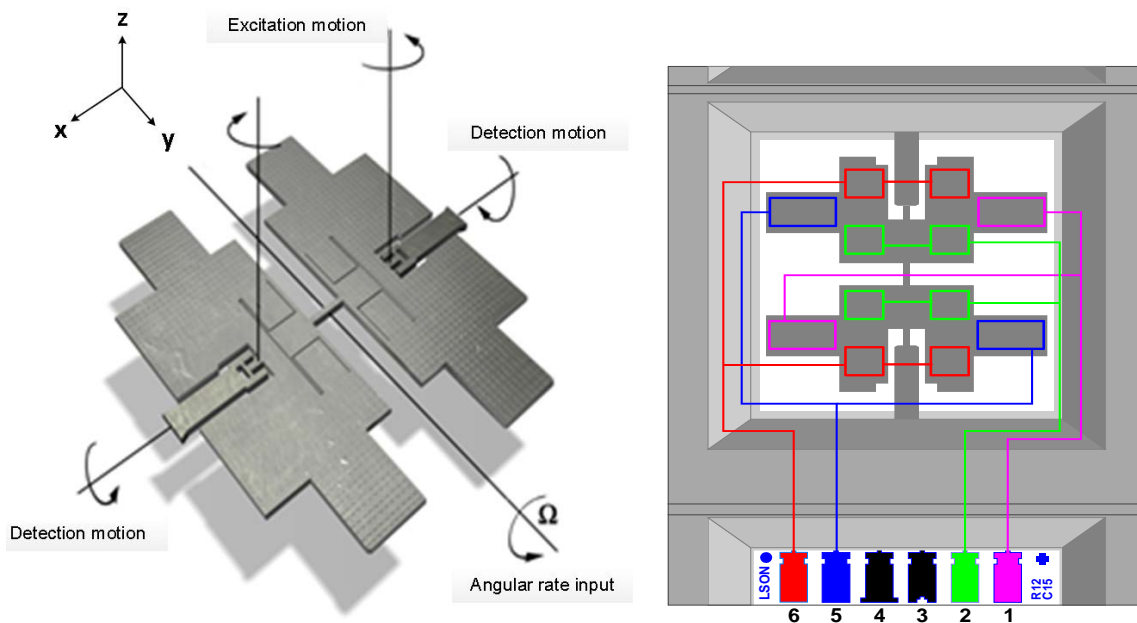 Excitation motion
z
x
y
Detection motion
Ω
Detection motion
Angular rate input
LSON
R12
C15
6 5 4 3 2 1